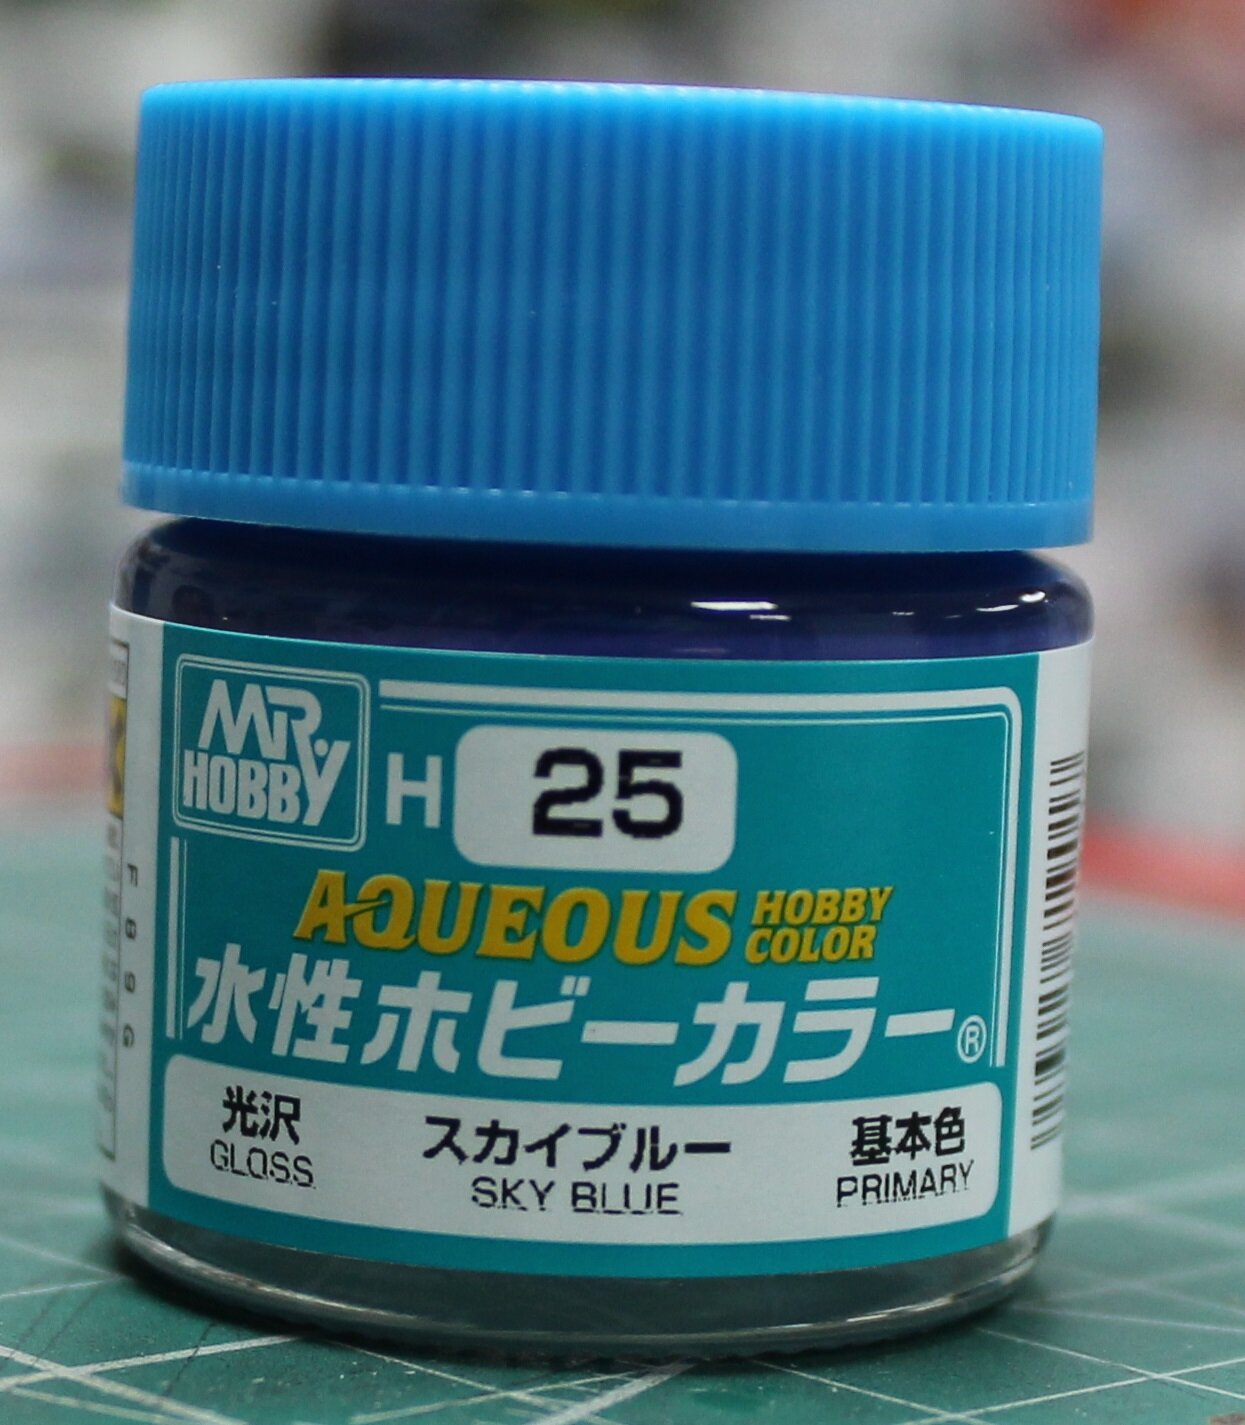 MR. HOBBY
H 25
AQUEOUS HOBBY COLOR
水性ホビーカラー®
光沢 スカイブルー 基本色
GLOSS SKY BLUE PRIMARY